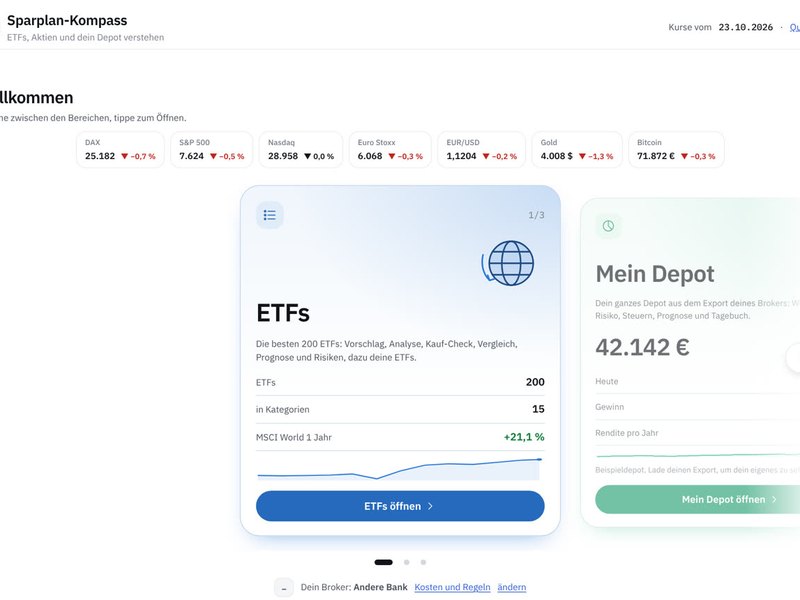 Sparplan-Kompass
ETFs, Aktien und dein Depot verstehen
Kurse vom 23.10.2026 ·
llkommen
zwischen den Bereichen, tippe zum Öffnen.
DAX
25.182 ▼ −0,7 %
S&P 500
7.624 ▼ −0,5 %
Nasdaq
28.958 ▼ 0,0 %
Euro Stoxx
6.068 ▼ −0,3 %
EUR/USD
1,1204 ▼ −0,2 %
Gold
4.008 $ ▼ −1,3 %
Bitcoin
71.872 € ▼ −0,3 %
1/3
ETFs
Die besten 200 ETFs: Vorschlag, Analyse, Kauf-Check, Vergleich,
Prognose und Risiken, dazu deine ETFs.
ETFs 200
in Kategorien 15
MSCI World 1 Jahr +21,1 %
ETFs öffnen
Mein Depot
Dein ganzes Depot aus dem Export deines Brokers:
Risiko, Steuern, Prognose und Tagebuch.
42.142 €
Heute
Gewinn
Rendite pro Jahr
Beispieldepot. Lade deinen Export, um dein eigenes zu
Mein Depot öffnen
Dein Broker: Andere Bank Kosten und Regeln ändern